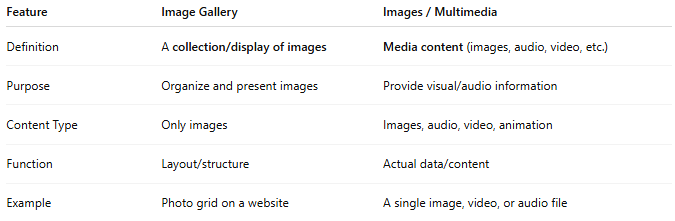 Feature Image Gallery Images / Multimedia
Definition A collection/display of images Media content (images, audio, video, etc.)
Purpose Organize and present images Provide visual/audio information
Content Type Only images Images, audio, video, animation
Function Layout/structure Actual data/content
Example Photo grid on a website A single image, video, or audio file